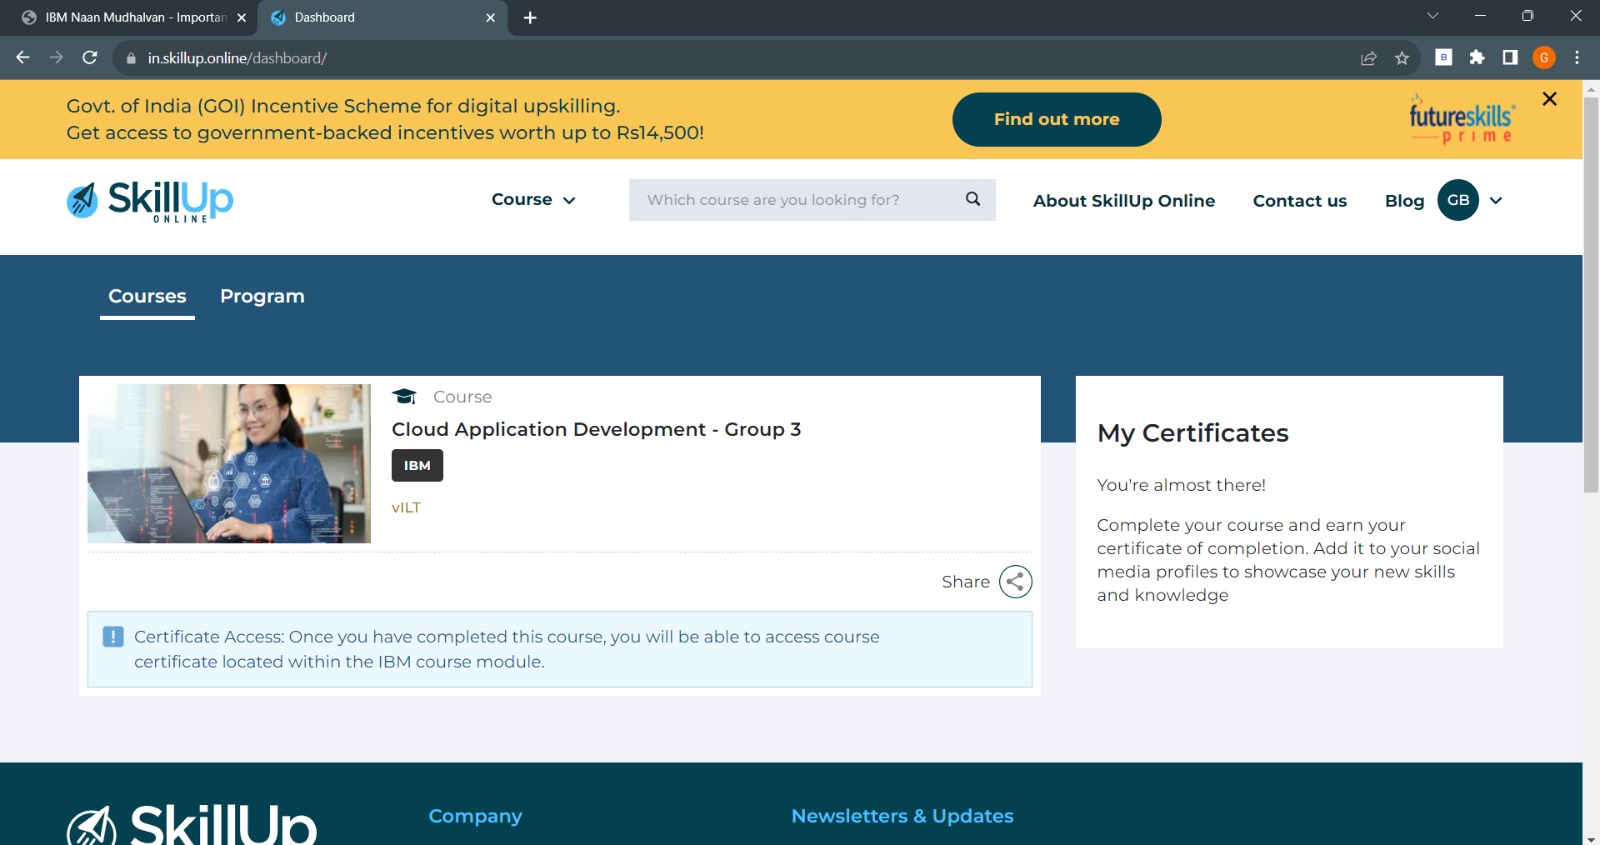 IBM Naan Mudhalvan - Importan
Dashboard
in.skillup.online/dashboard/
B
G
Govt. of India (GOI) Incentive Scheme for digital upskilling.
Get access to government-backed incentives worth up to Rs14,500!
Find out more
futureskills
prime
SkillUp
ONLINE
Course
Which course are you looking for?
About SkillUp Online
Contact us
Blog
GB
Courses
Program
Course
Cloud Application Development - Group 3
IBM
vILT
Share
Certificate Access: Once you have completed this course, you will be able to access course
certificate located within the IBM course module.
My Certificates
You're almost there!
Complete your course and earn your
certificate of completion. Add it to your social
media profiles to showcase your new skills
and knowledge
SkillUp
Company
Newsletters & Updates